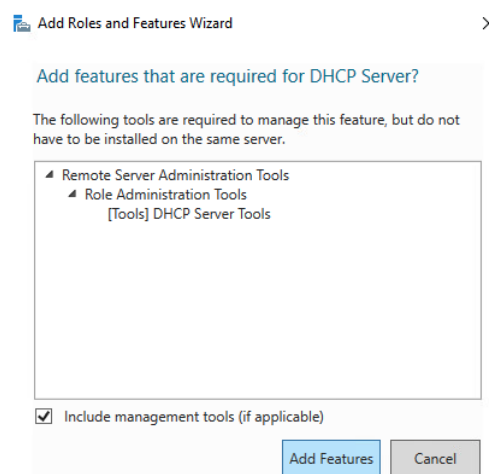 Add Roles and Features Wizard
Add features that are required for DHCP Server?
The following tools are required to manage this feature, but do not
have to be installed on the same server.
Remote Server Administration Tools
Role Administration Tools
[Tools] DHCP Server Tools
Include management tools (if applicable)
Add Features Cancel